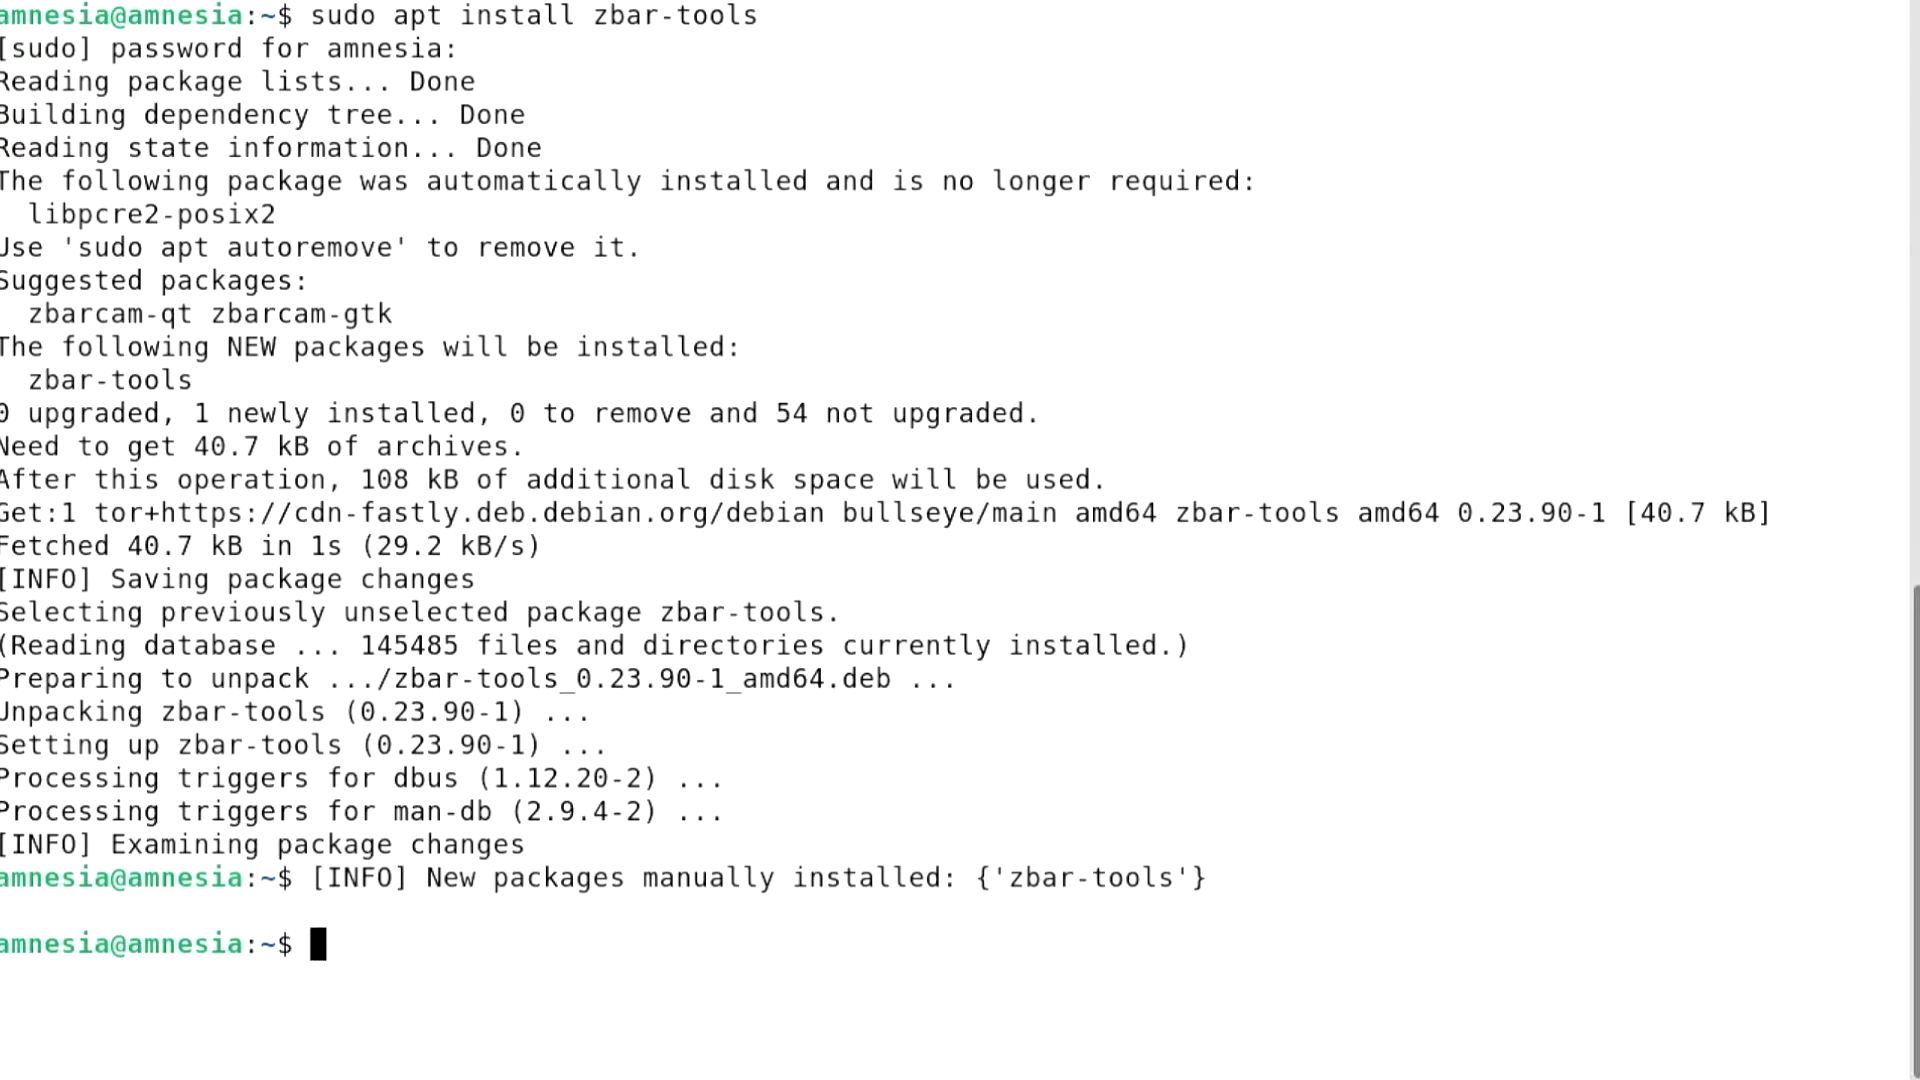 amnesia@amnesia:~$ sudo apt install zbar-tools
[sudo] password for amnesia:
Reading package lists... Done
Building dependency tree... Done
Reading state information... Done
The following package was automatically installed and is no longer required:
  libpcre2-posix2
Use 'sudo apt autoremove' to remove it.
Suggested packages:
  zbarcam-qt zbarcam-gtk
The following NEW packages will be installed:
  zbar-tools
0 upgraded, 1 newly installed, 0 to remove and 54 not upgraded.
Need to get 40.7 kB of archives.
After this operation, 108 kB of additional disk space will be used.
Get:1 tor+https://cdn-fastly.deb.debian.org/debian bullseye/main amd64 zbar-tools amd64 0.23.90-1 [40.7 kB]
Fetched 40.7 kB in 1s (29.2 kB/s)
[INFO] Saving package changes
Selecting previously unselected package zbar-tools.
(Reading database ... 145485 files and directories currently installed.)
Preparing to unpack .../zbar-tools_0.23.90-1_amd64.deb ...
Unpacking zbar-tools (0.23.90-1) ...
Setting up zbar-tools (0.23.90-1) ...
Processing triggers for dbus (1.12.20-2) ...
Processing triggers for man-db (2.9.4-2) ...
[INFO] Examining package changes
amnesia@amnesia:~$ [INFO] New packages manually installed: {'zbar-tools'}
amnesia@amnesia:~$